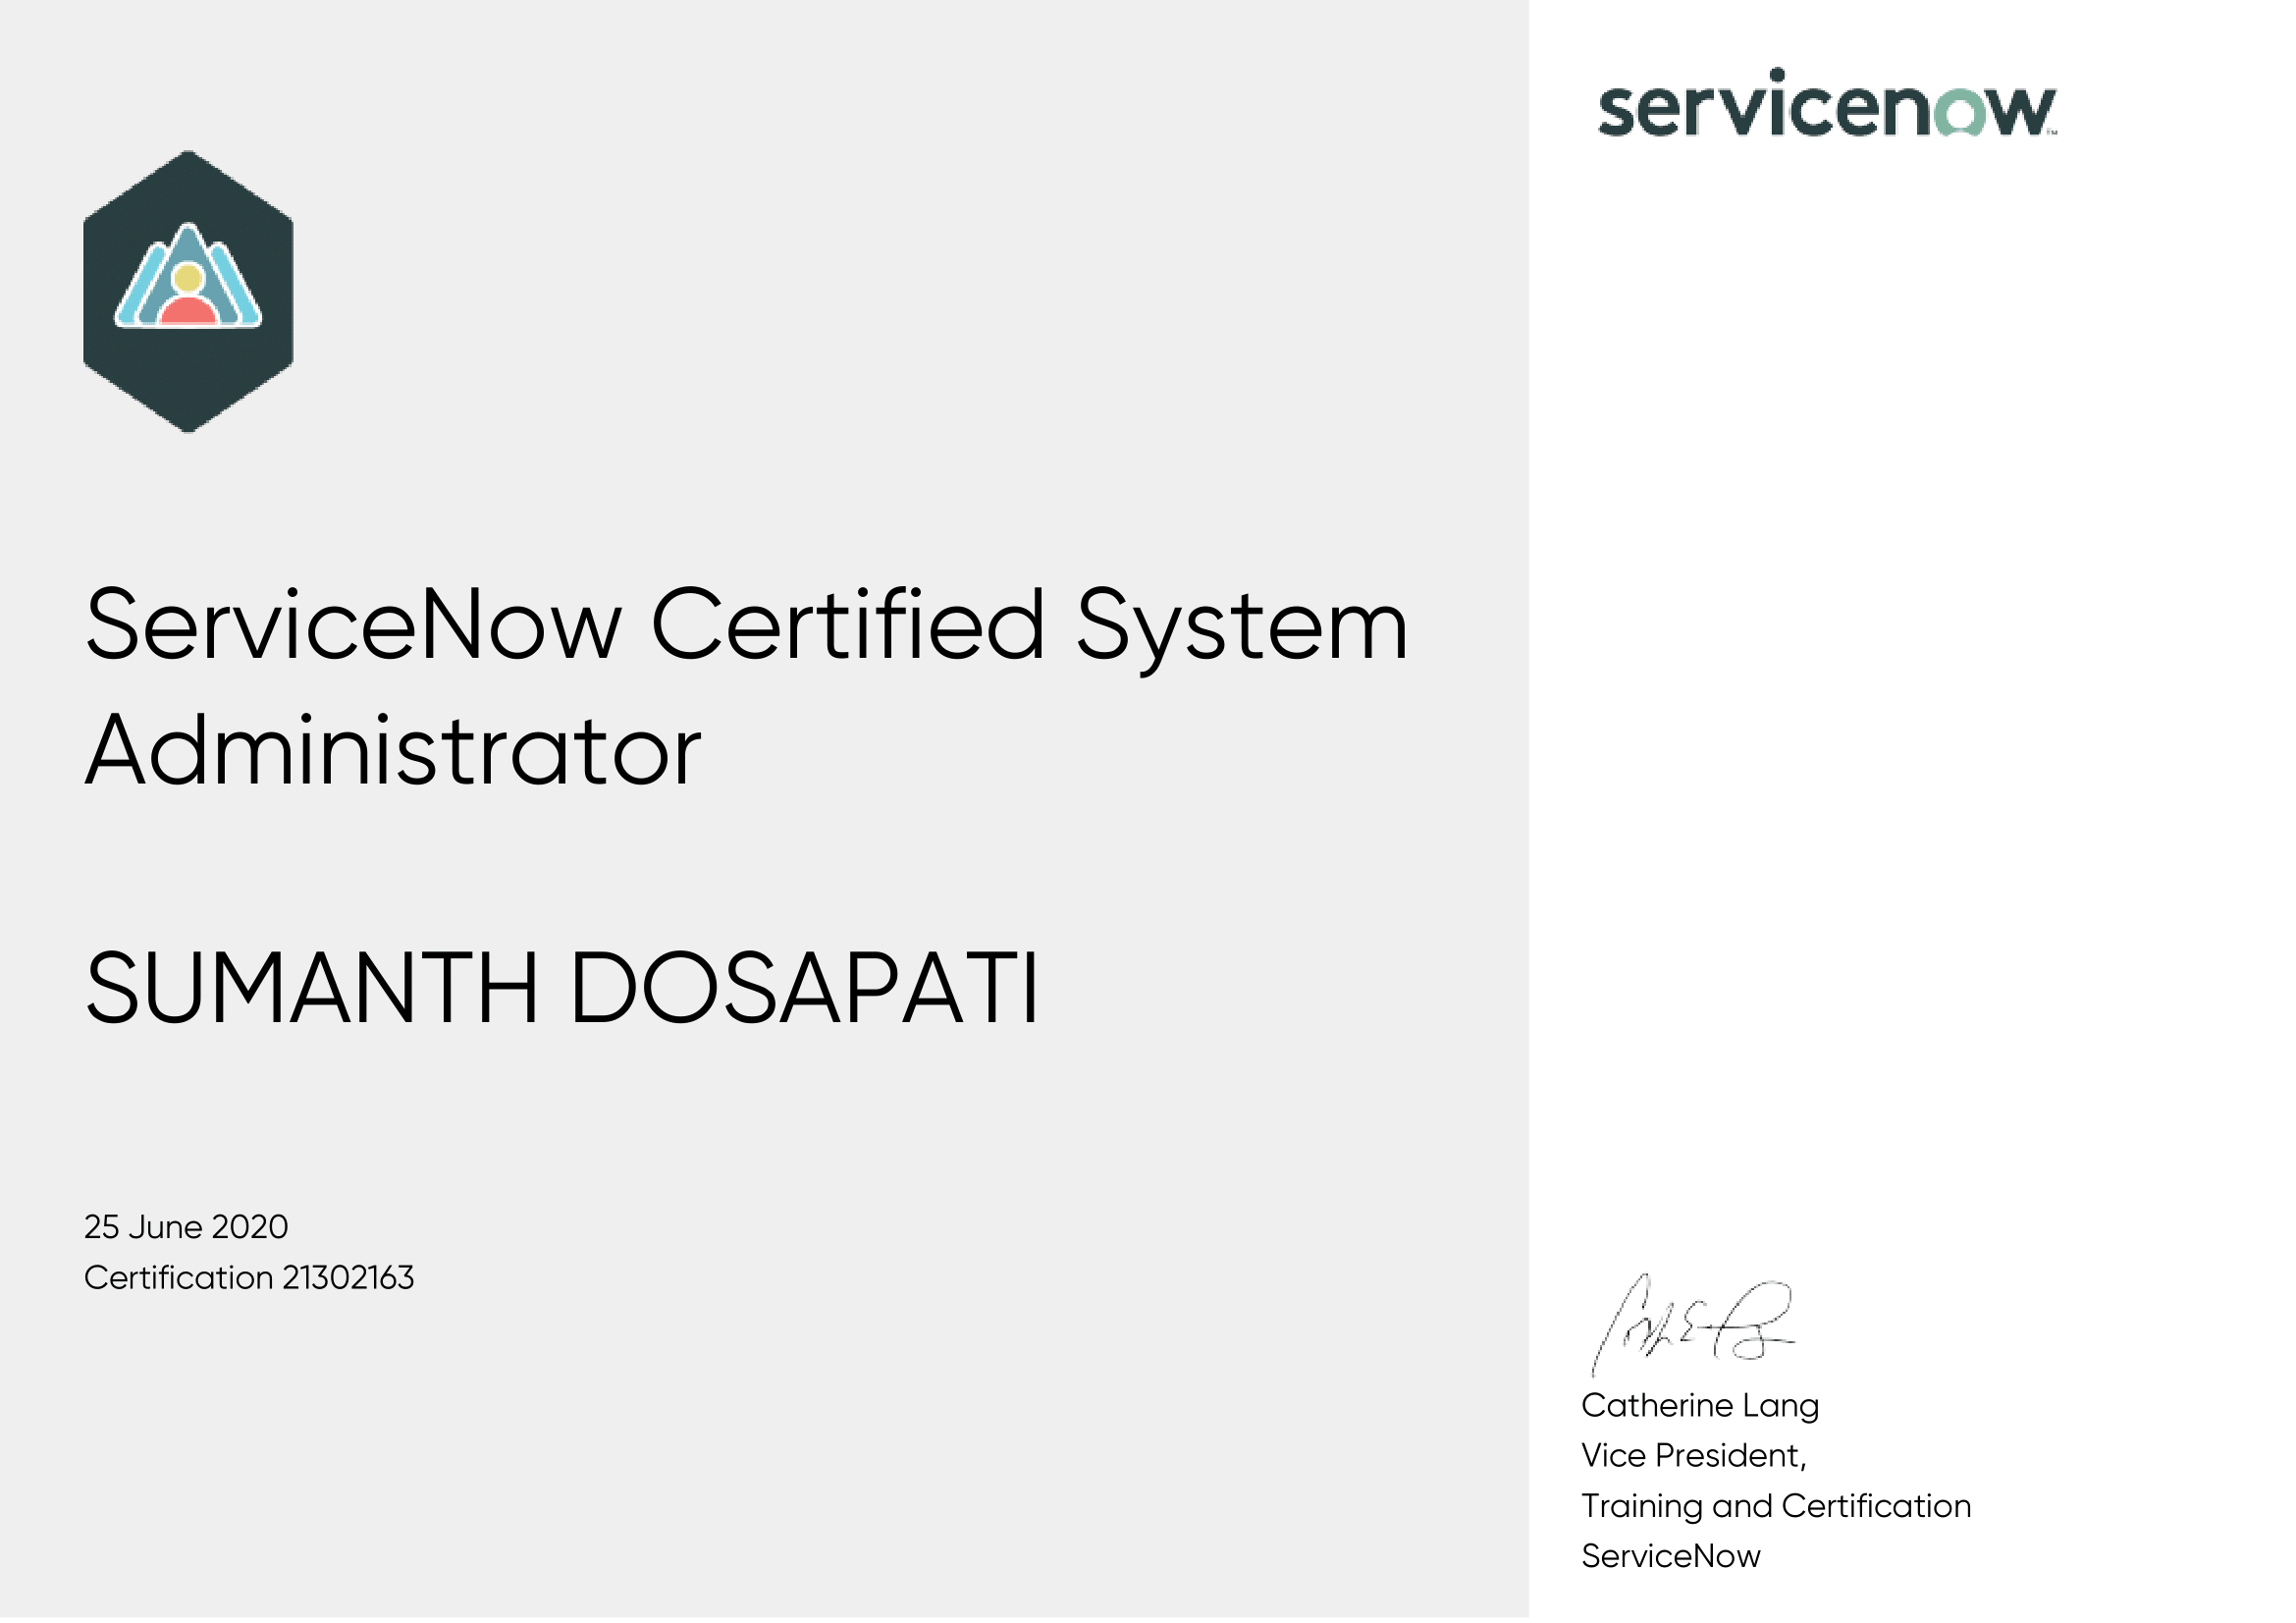 servicenow™
ServiceNow Certified System
Administrator
SUMANTH DOSAPATI
25 June 2020
Certification 21302163
Catherine Lang
Vice President,
Training and Certification
ServiceNow